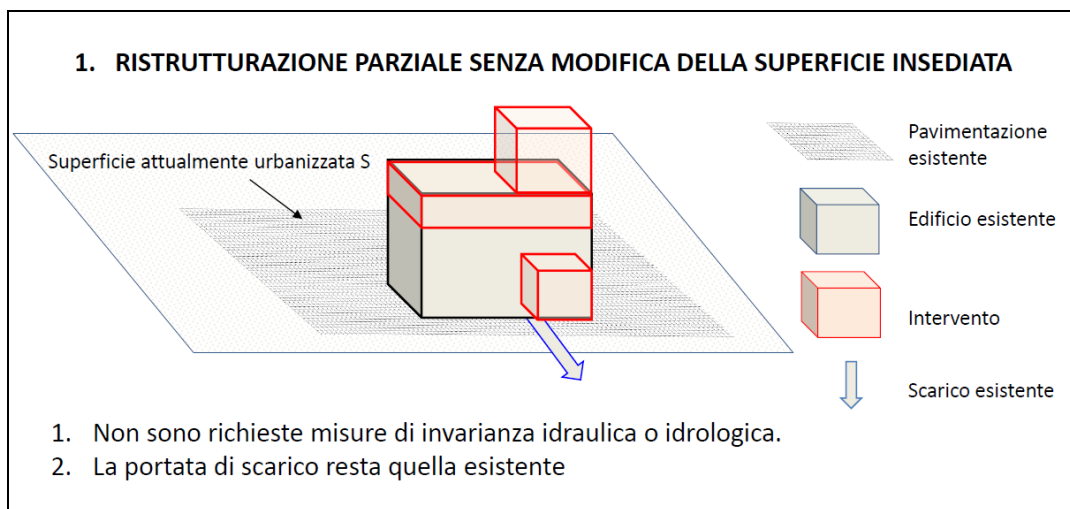 1. RISTRUTTURAZIONE PARZIALE SENZA MODIFICA DELLA SUPERFICIE INSEDIATA
Superficie attualmente urbanizzata S
Pavimentazione
esistente
Edificio esistente
Intervento
Scarico esistente
1. Non sono richieste misure di invarianza idraulica o idrologica.
2. La portata di scarico resta quella esistente